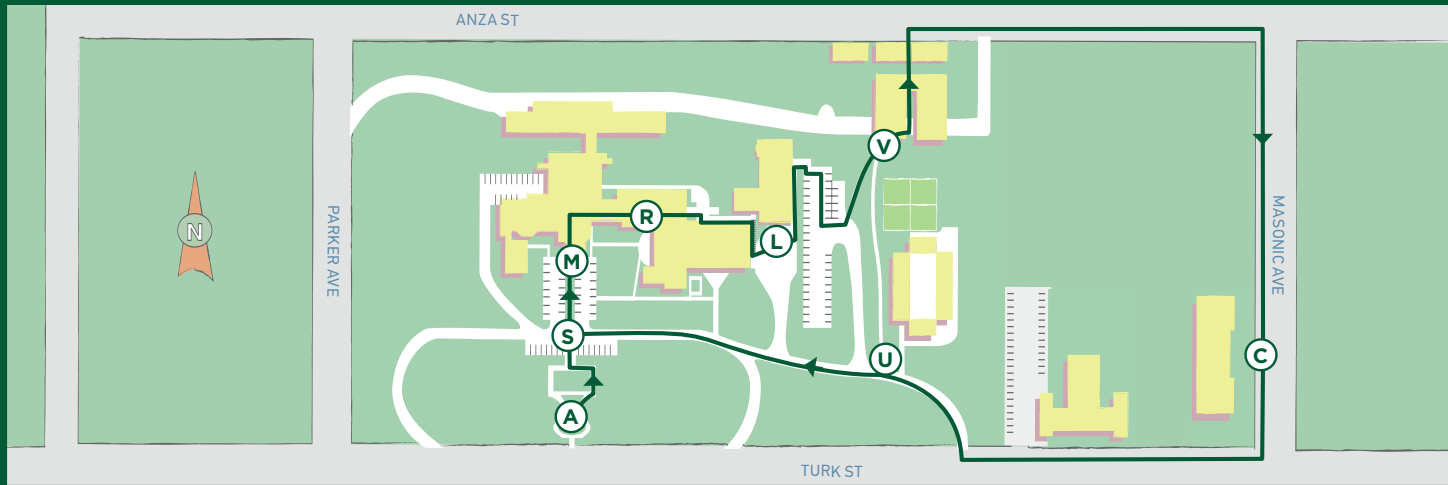 ANZA ST
V
PARKER AVE
N
R
L
MASONIC AVE
M
S
U
C
A
TURK ST